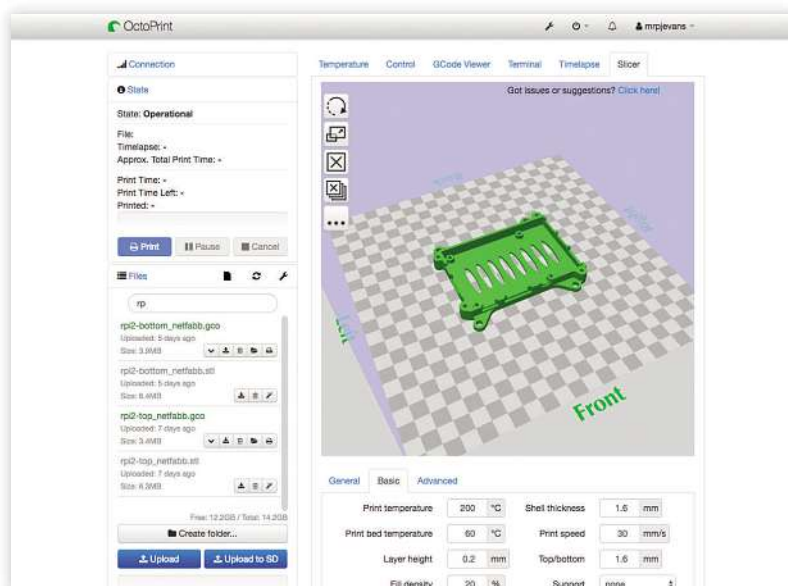 OctoPrint
mrpjevans
Connection
State
State: Operational
File:
Timelapse: -
Approx. Total Print Time: -
Print Time: -
Print Time Left: -
Printed: -
Print
Pause
Cancel
Files
rp
rpi2-bottom_netfabb.gco
Uploaded: 5 days ago
Size: 3.9MB
rpi2-bottom_netfabb.stl
Uploaded: 5 days ago
Size: 6.4MB
rpi2-top_netfabb.gco
Uploaded: 7 days ago
Size: 3.4MB
rpi2-top_netfabb.stl
Uploaded: 7 days ago
Size: 6.3MB
Free: 12.2GB / Total: 14.2GB
Create folder...
Upload
Upload to SD
Temperature
Control
GCode Viewer
Terminal
Timelapse
Slicer
Got issues or suggestions? Click here!
Left
Front
General
Basic
Advanced
Print temperature 200 °C
Shell thickness 1.6 mm
Print bed temperature 60 °C
Print speed 30 mm/s
Layer height 0.2 mm
Top/bottom 1.6 mm
Fill density 20 %
Support none